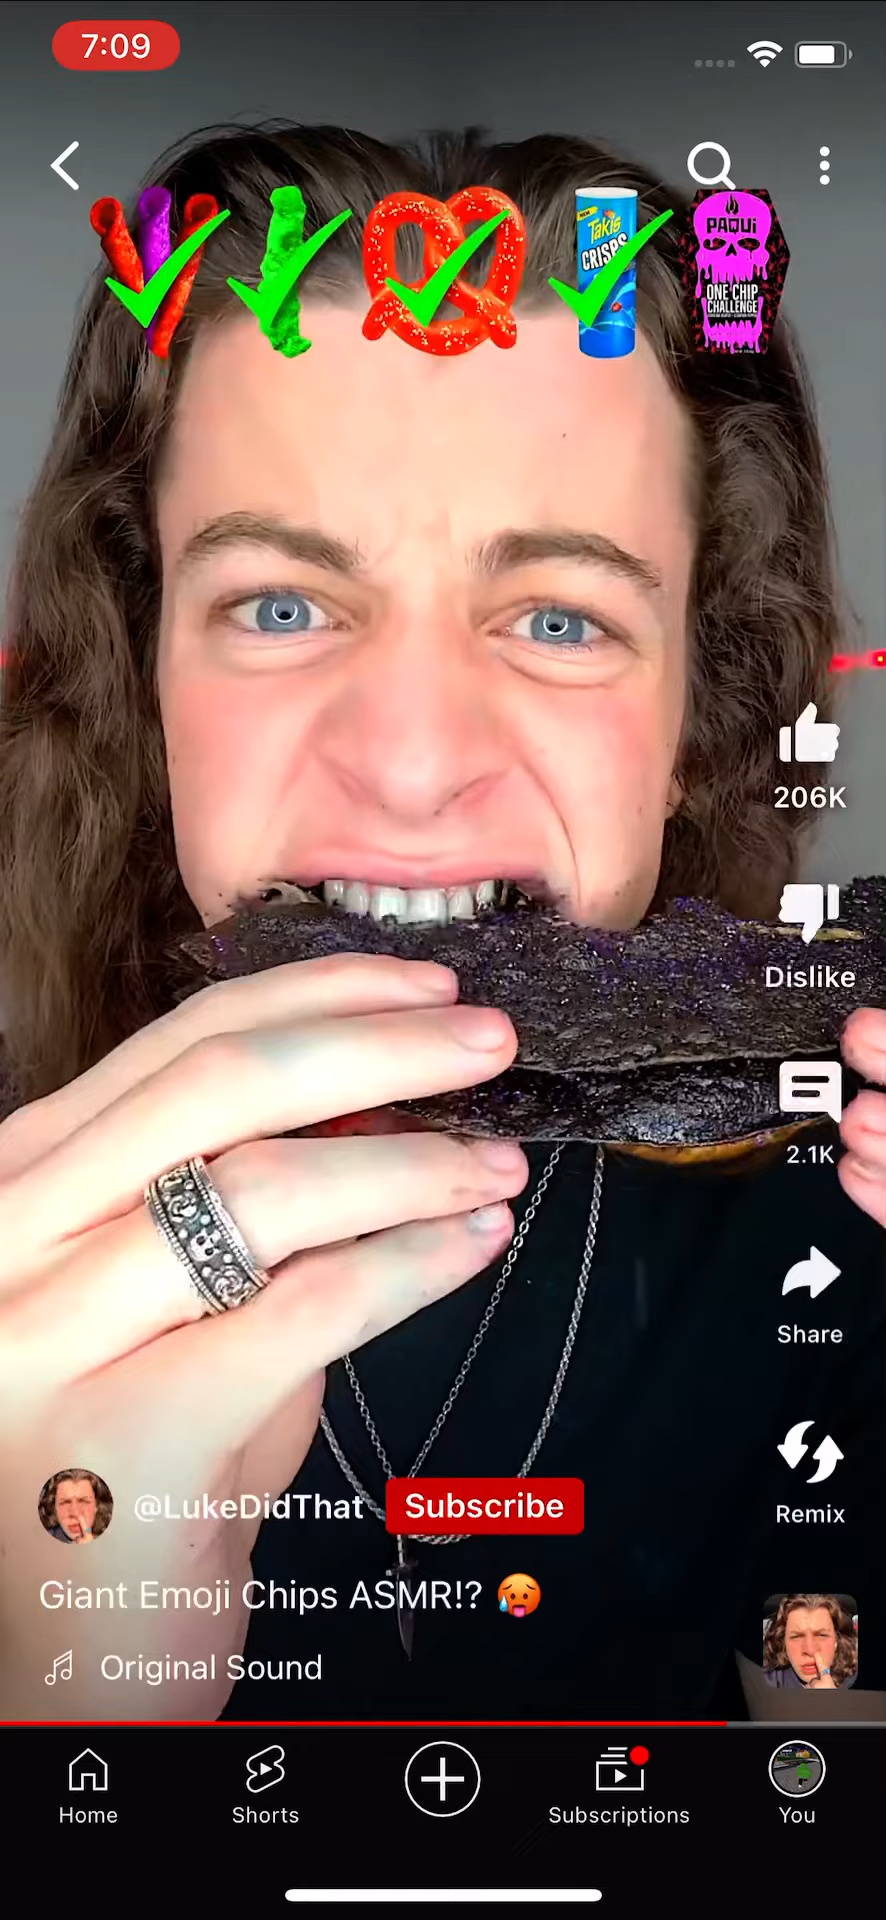 7:09
Takis
CRISPS
PAQUI
ONE CHIP
CHALLENGE
206K
Dislike
2.1K
Share
Remix
@LukeDidThat
Subscribe
Giant Emoji Chips ASMR!? 🥵
Original Sound
Home
Shorts
Subscriptions
You